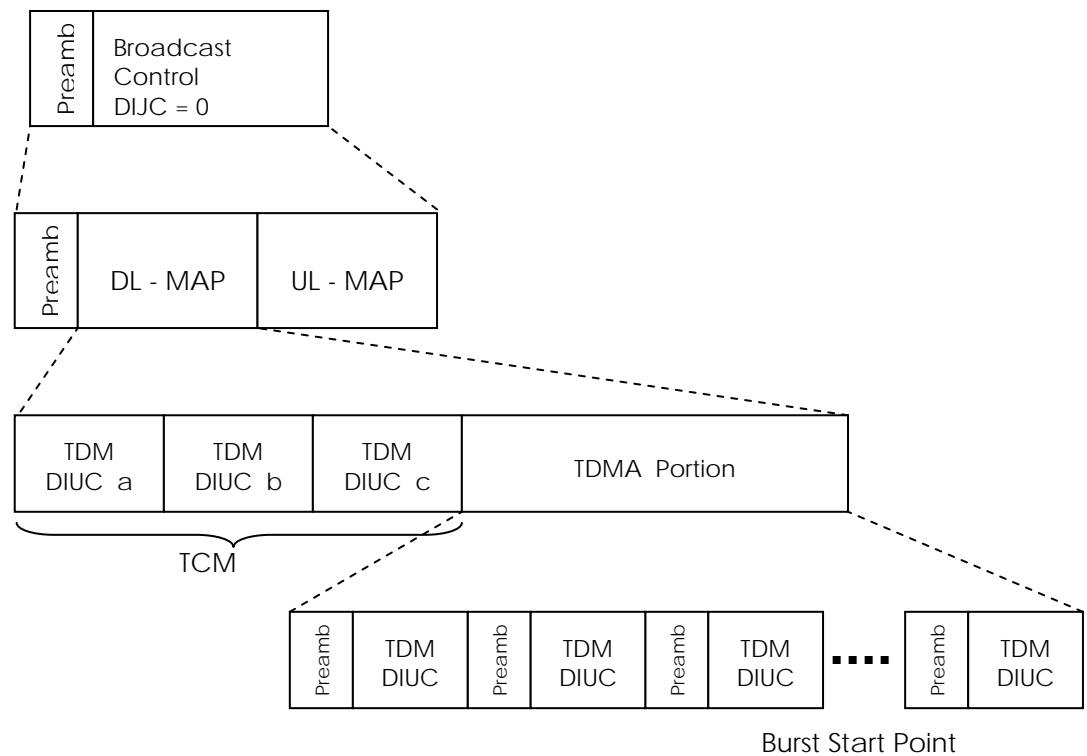 Preamb
Broadcast
Control
DIJC = 0
Preamb
DL - MAP
UL - MAP
TDM
DIUC a
TDM
DIUC b
TDM
DIUC c
TDMA Portion
TCM
Preamb
TDM
DIUC
Preamb
TDM
DIUC
Preamb
TDM
DIUC
Preamb
TDM
DIUC
Burst Start Point